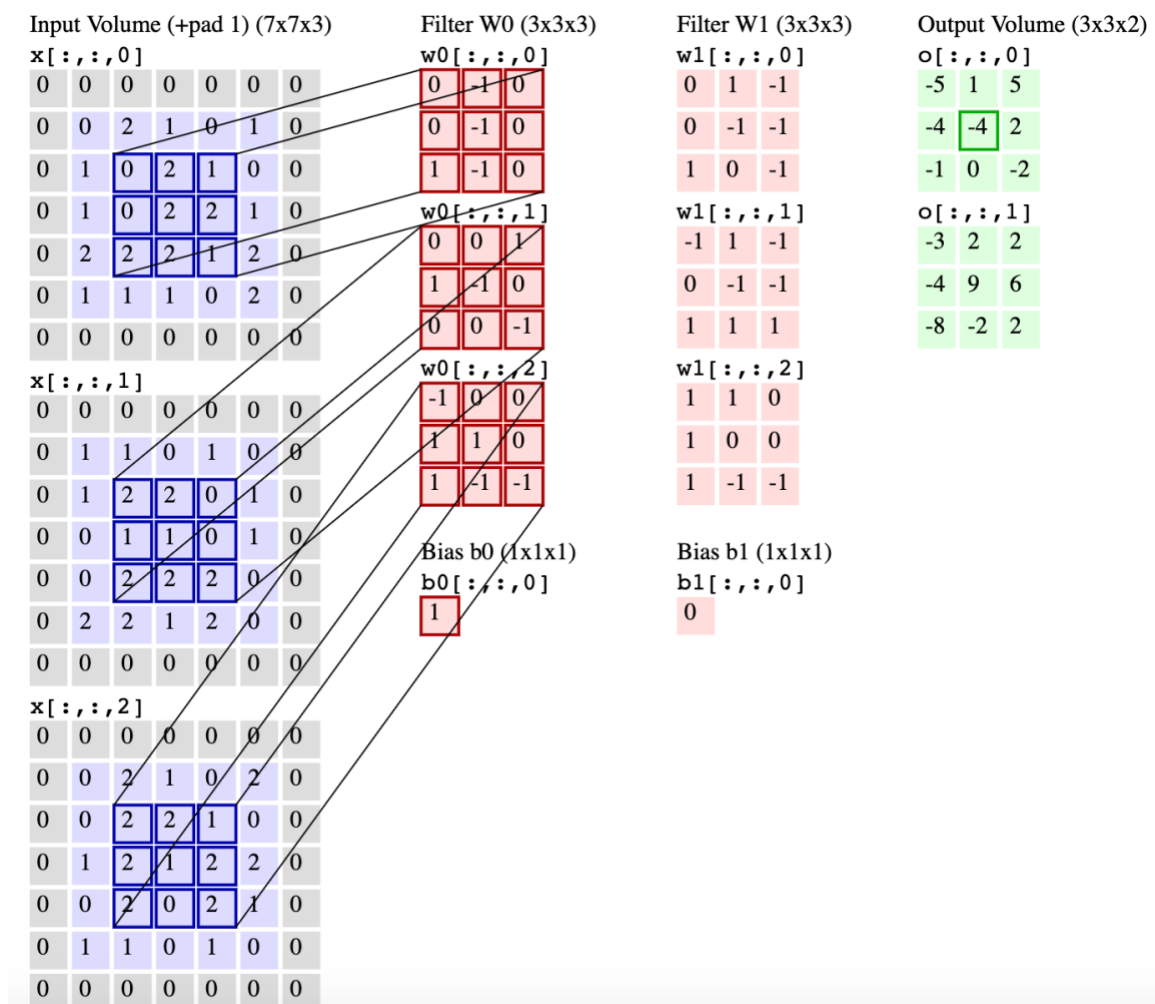 Input Volume (+pad 1) (7x7x3)
x[:,:,0]
0 0 0 0 0 0 0
0 0 2 1 0 1 0
0 1 0 2 1 0 0
0 1 0 2 2 1 0
0 2 2 2 1 2 0
0 1 1 1 0 2 0
0 0 0 0 0 0 0
x[:,:,1]
0 0 0 0 0 0 0
0 1 1 0 1 0 0
0 1 2 2 0 1 0
0 0 1 1 0 1 0
0 0 2 2 2 0 0
0 2 2 1 2 0 0
0 0 0 0 0 0 0
x[:,:,2]
0 0 0 0 0 0 0
0 0 2 1 0 2 0
0 0 2 2 1 0 0
0 1 2 1 2 2 0
0 0 2 0 2 1 0
0 1 1 0 1 0 0
0 0 0 0 0 0 0
Filter W0 (3x3x3)
w0[:,:,0]
0 -1 0
0 -1 0
1 -1 0
w0[:,:,1]
0 0 1
1 -1 0
0 0 -1
w0[:,:,2]
-1 0 0
1 1 0
1 -1 -1
Bias b0 (1x1x1)
b0[:,:,0]
1
Filter W1 (3x3x3)
w1[:,:,0]
0 1 -1
0 -1 -1
1 0 -1
w1[:,:,1]
-1 1 -1
0 -1 -1
1 1 1
w1[:,:,2]
1 1 0
1 0 0
1 -1 -1
Bias b1 (1x1x1)
b1[:,:,0]
0
Output Volume (3x3x2)
o[:,:,0]
-5 1 5
-4 -4 2
-1 0 -2
o[:,:,1]
-3 2 2
-4 9 6
-8 -2 2